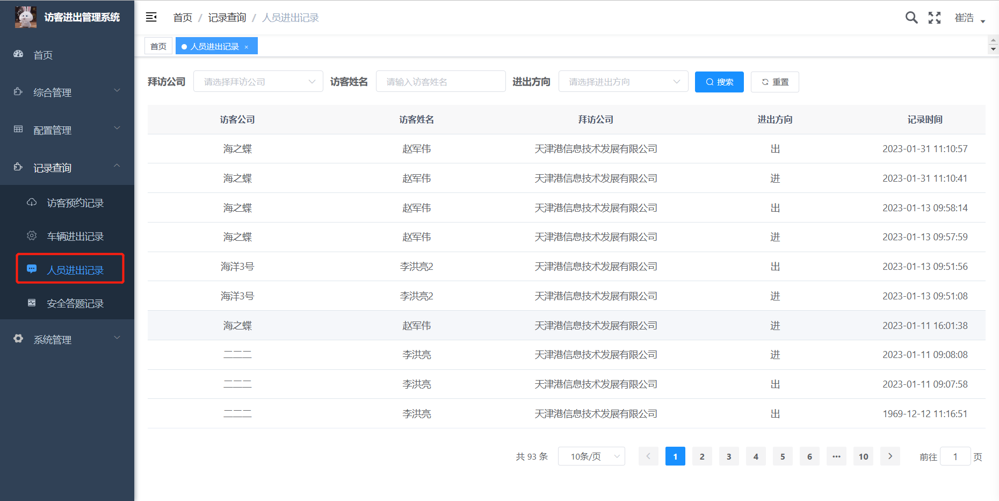 访客进出管理系统
首页
综合管理
配置管理
记录查询
访客预约记录
车辆进出记录
人员进出记录
安全答题记录
系统管理
首页 / 记录查询 / 人员进出记录
崔浩
首页
人员进出记录 ×
拜访公司 请选择拜访公司 访客姓名 请输入访客姓名 进出方向 请选择进出方向 搜索 重置
访客公司 访客姓名 拜访公司 进出方向 记录时间
海之蝶 赵军伟 天津港信息技术发展有限公司 出 2023-01-31 11:10:57
海之蝶 赵军伟 天津港信息技术发展有限公司 进 2023-01-31 11:10:41
海之蝶 赵军伟 天津港信息技术发展有限公司 出 2023-01-13 09:58:14
海之蝶 赵军伟 天津港信息技术发展有限公司 进 2023-01-13 09:57:59
海洋3号 李洪亮2 天津港信息技术发展有限公司 出 2023-01-13 09:51:56
海洋3号 李洪亮2 天津港信息技术发展有限公司 进 2023-01-13 09:51:08
海之蝶 赵军伟 天津港信息技术发展有限公司 进 2023-01-11 16:01:38
二二二 李洪亮 天津港信息技术发展有限公司 进 2023-01-11 09:08:08
二二二 李洪亮 天津港信息技术发展有限公司 出 2023-01-11 09:07:58
二二二 李洪亮 天津港信息技术发展有限公司 出 1969-12-12 11:16:51
共 93 条 10条/页 1 2 3 4 5 6 ··· 10 前往 1 页